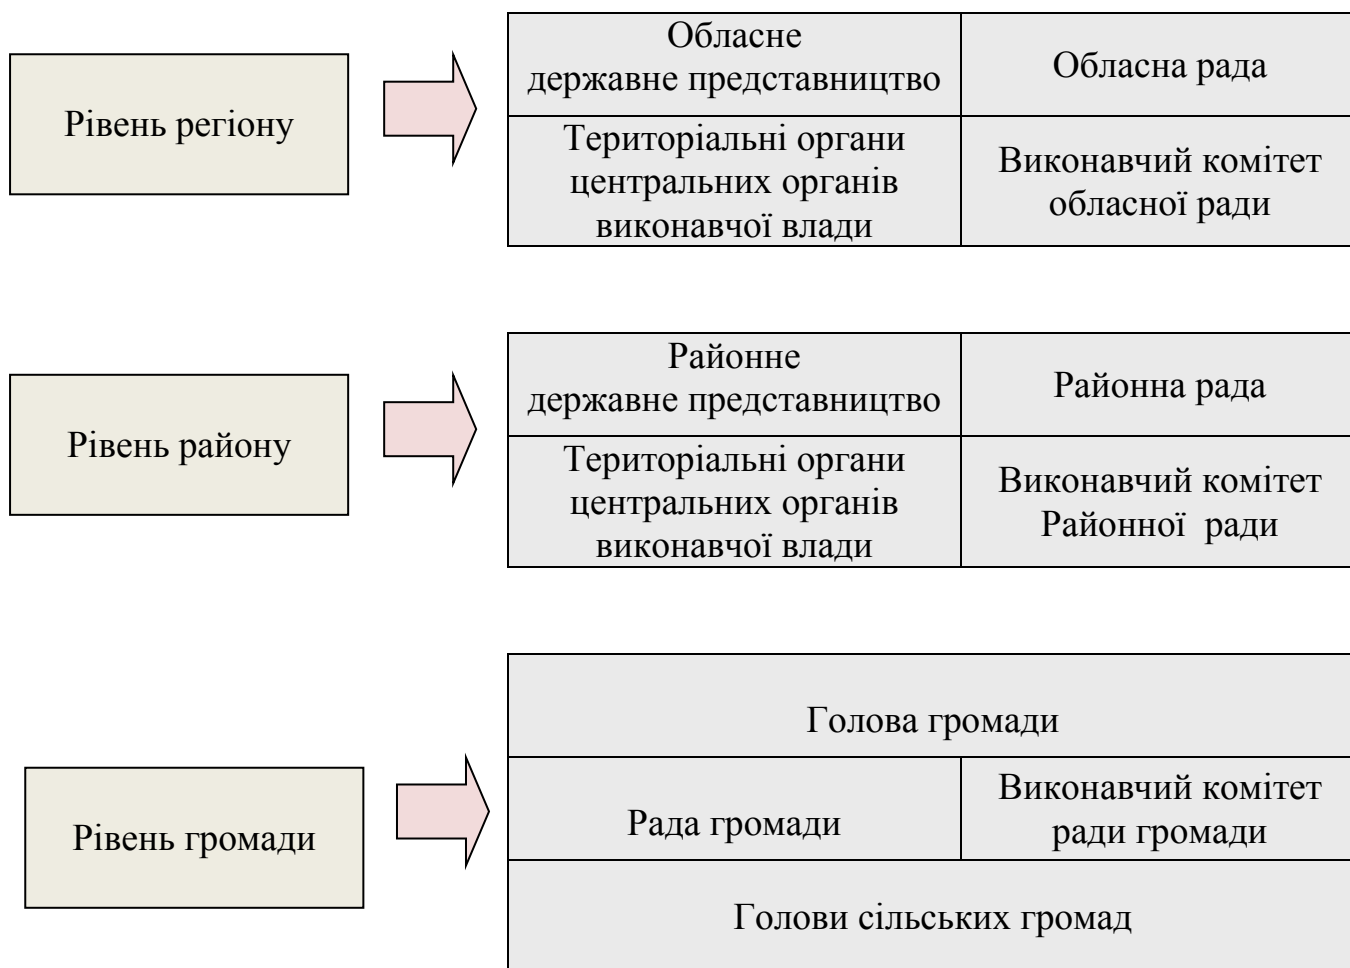 Рівень регіону
Обласне
державне представництво
Обласна рада
Територіальні органи
центральних органів
виконавчої влади
Виконавчий комітет
обласної ради
Рівень району
Районне
державне представництво
Районна рада
Територіальні органи
центральних органів
виконавчої влади
Виконавчий комітет
Районної ради
Рівень громади
Голова громади
Рада громади
Виконавчий комітет
ради громади
Голови сільських громад